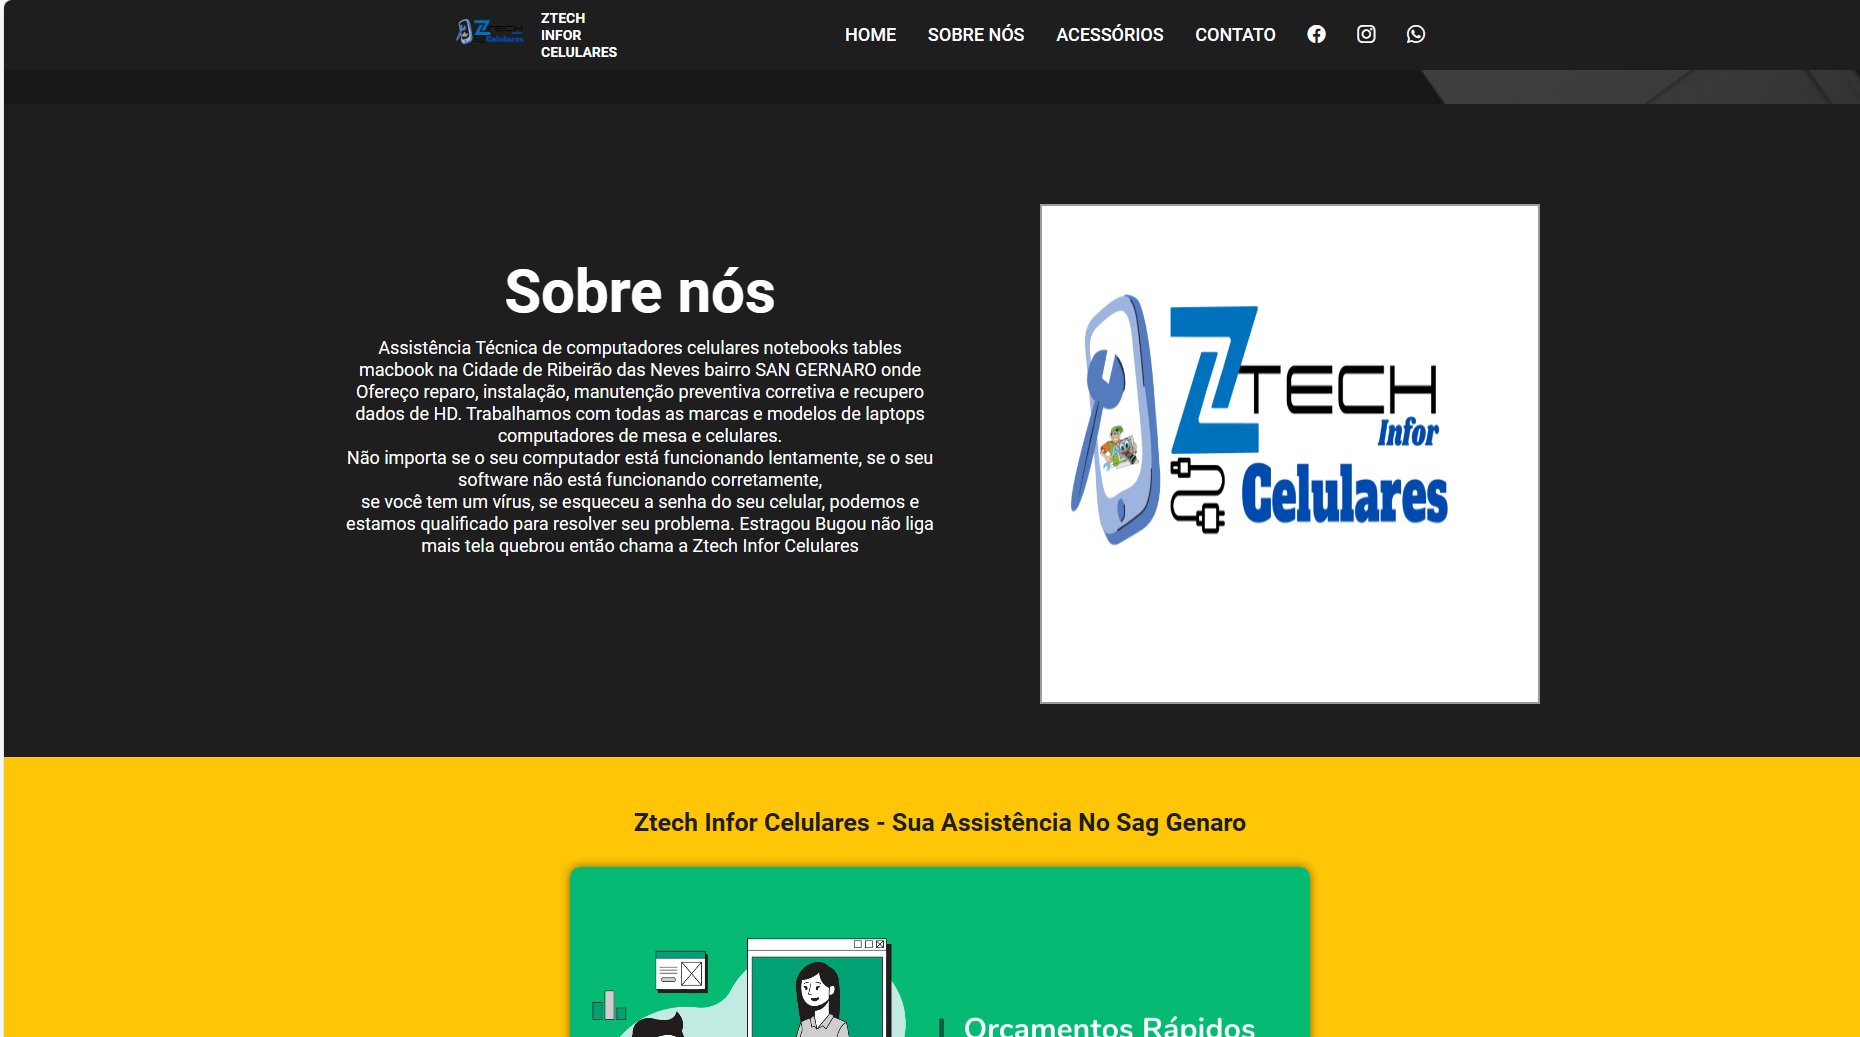 ZTECH
INFOR
CELULARES
HOME SOBRE NÓS ACESSÓRIOS CONTATO
Sobre nós
Assistência Técnica de computadores celulares notebooks tables
macbook na Cidade de Ribeirão das Neves bairro SAN GERNARO onde
Ofereço reparo, instalação, manutenção preventiva corretiva e recupero
dados de HD. Trabalhamos com todas as marcas e modelos de laptops
computadores de mesa e celulares.
Não importa se o seu computador está funcionando lentamente, se o seu
software não está funcionando corretamente,
se você tem um vírus, se esqueceu a senha do seu celular, podemos e
estamos qualificado para resolver seu problema. Estragou Bugou não liga
mais tela quebrou então chama a Ztech Infor Celulares
ZTECH
Infor
Celulares
Ztech Infor Celulares - Sua Assistência No Sag Genaro
Orçamentos Rápidos